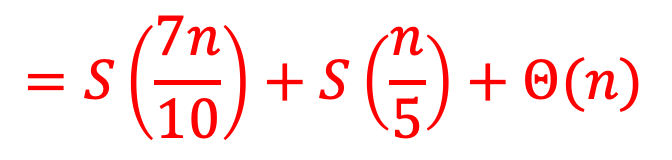 = S(7n/10) + S(n/5) + Θ(n)